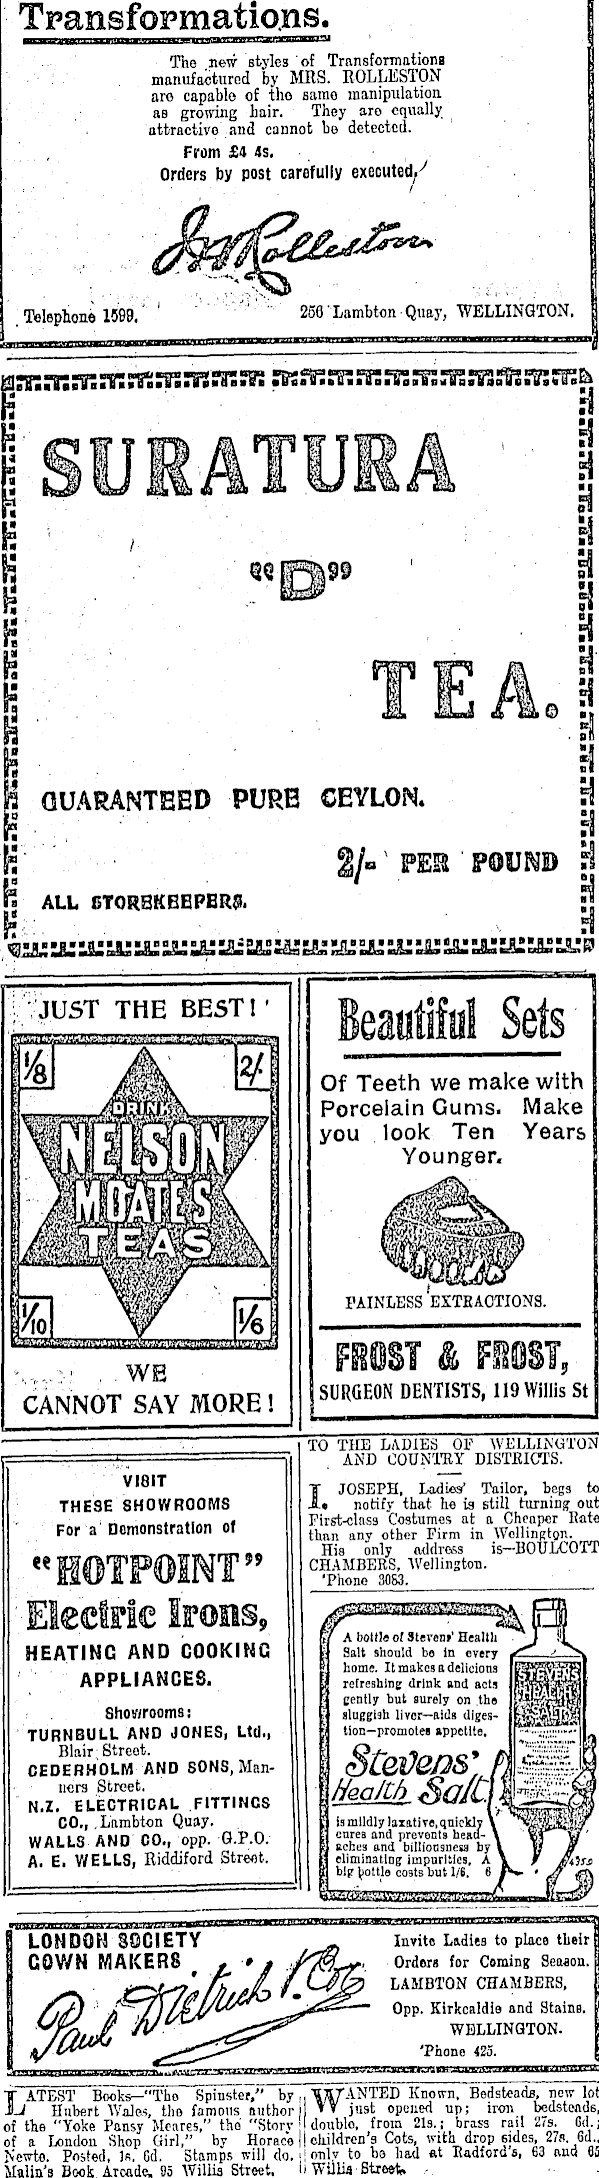 Transformations.
The new styles of Transformations
manufactured by MRS. ROLLESTON
are capable of the same manipulation
as growing hair. They are equally
attractive and cannot be detected.
From £4 4s.
Orders by post carefully executed.
Rolleston
Telephone 1599.
256 Lambton Quay, WELLINGTON.
SURATURA
"D"
TEA.
GUARANTEED PURE CEYLON.
2/- PER POUND
ALL STOREKEEPERS.
JUST THE BEST!
1/8
2/-
DRINK
NELSON
MOATES
TEAS
1/10
1/6
WE
CANNOT SAY MORE!
Beautiful Sets
Of Teeth we make with
Porcelain Gums. Make
you look Ten Years
Younger.
PAINLESS EXTRACTIONS.
FROST & FROST,
SURGEON DENTISTS, 119 Willis St
VISIT
THESE SHOWROOMS
For a Demonstration of
"HOTPOINT"
Electric Irons,
HEATING AND COOKING
APPLIANCES.
Showrooms:
TURNBULL AND JONES, Ltd.,
Blair Street.
CEDERHOLM AND SONS, Man-
ners Street.
N.Z. ELECTRICAL FITTINGS
CO., Lambton Quay.
WALLS AND CO., opp. G.P.O.
A. E. WELLS, Riddiford Street.
TO THE LADIES OF WELLINGTON
AND COUNTRY DISTRICTS.
I. JOSEPH, Ladies' Tailor, begs to
notify that he is still turning out
First-class Costumes at a Cheaper Rate
than any other Firm in Wellington.
His only address is—BOULCOTT
CHAMBERS, Wellington.
'Phone 3083.
A bottle of Stevens' Health
Salt should be in every
home. It makes a delicious
refreshing drink and acts
gently but surely on the
sluggish liver—aids diges-
tion—promotes appetite.
Stevens'
Health Salt
is mildly laxative, quickly
cures and prevents head-
aches and billiousness by
eliminating impurities. A
big bottle costs but 1/6. 6
STEVENS
HEALTH
SALT
LONDON SOCIETY
GOWN MAKERS
Paul Dietrich & Co
Invite Ladies to place their
Orders for Coming Season.
LAMBTON CHAMBERS,
Opp. Kirkcaldie and Stains.
WELLINGTON.
'Phone 425.
LATEST Books—"The Spinster," by
Hubert Wales, the famous author
of the "Yoke Pansy Meares," the "Story
of a London Shop Girl," by Horace
Newte. Posted, 1s. 6d. Stamps will do.
Malin's Book Arcade, 95 Willis Street.
WANTED Known, Bedsteads, new lot
just opened up; iron bedsteads,
double, from 21s.; brass rail 27s. 6d.;
children's Cots, with drop sides, 27s. 6d.,
only to be had at Radford's, 63 and 65
Willis Street.